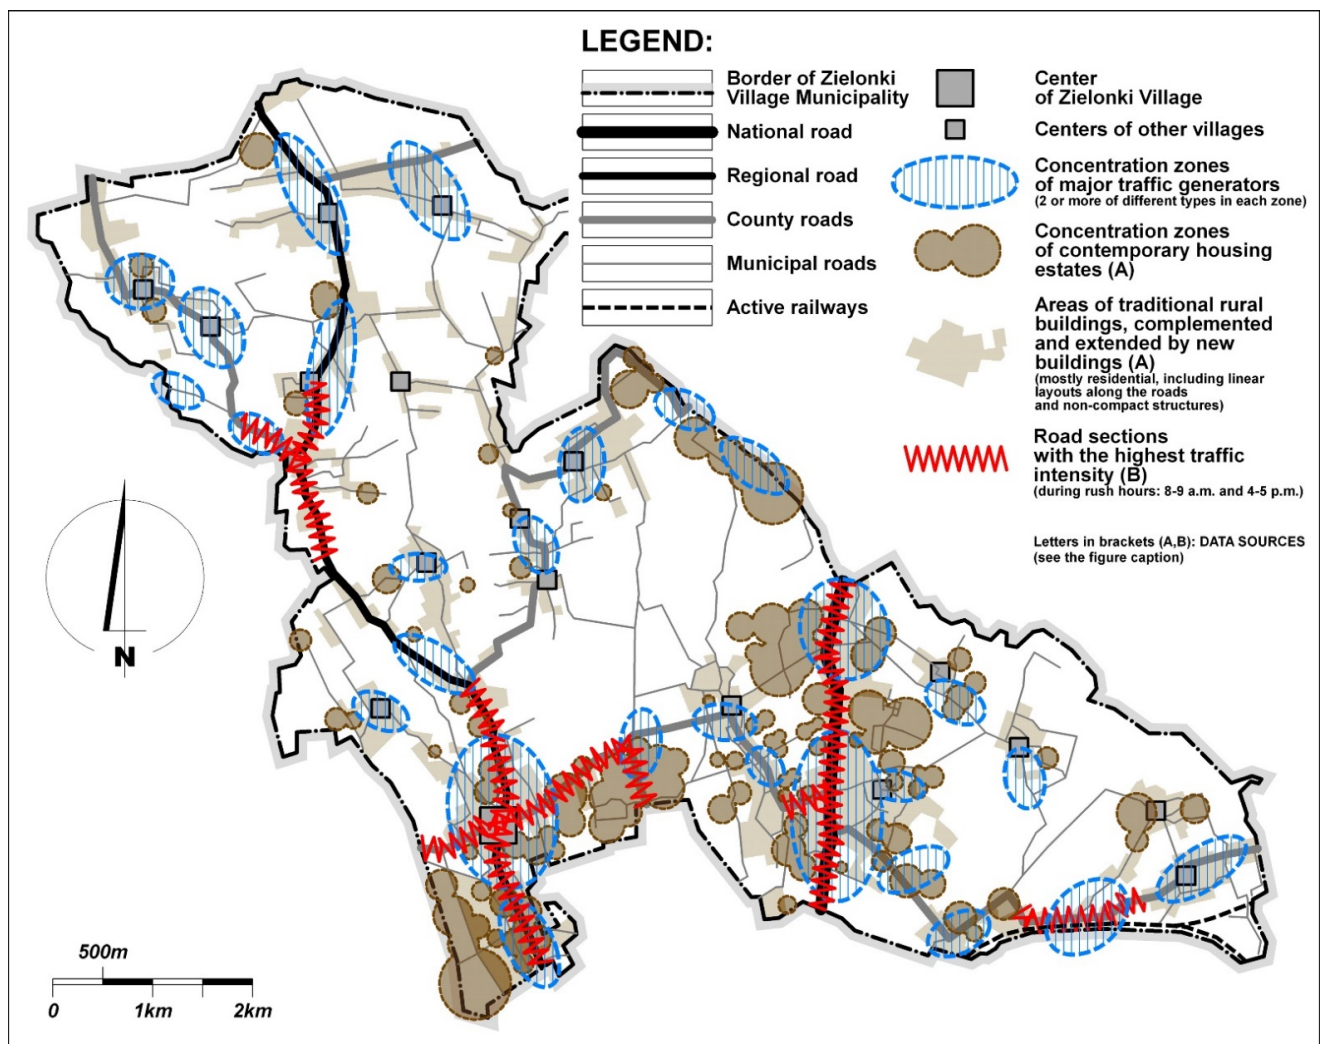 LEGEND:
Border of Zielonki
Village Municipality
National road
Regional road
County roads
Municipal roads
Active railways
Center
of Zielonki Village
Centers of other villages
Concentration zones
of major traffic generators
(2 or more of different types in each zone)
Concentration zones
of contemporary housing
estates (A)
Areas of traditional rural
buildings, complemented
and extended by new
buildings (A)
(mostly residential, including linear
layouts along the roads
and non-compact structures)
Road sections
with the highest traffic
intensity (B)
(during rush hours: 8-9 a.m. and 4-5 p.m.)
Letters in brackets (A,B): DATA SOURCES
(see the figure caption)
N
500m
0 1km 2km